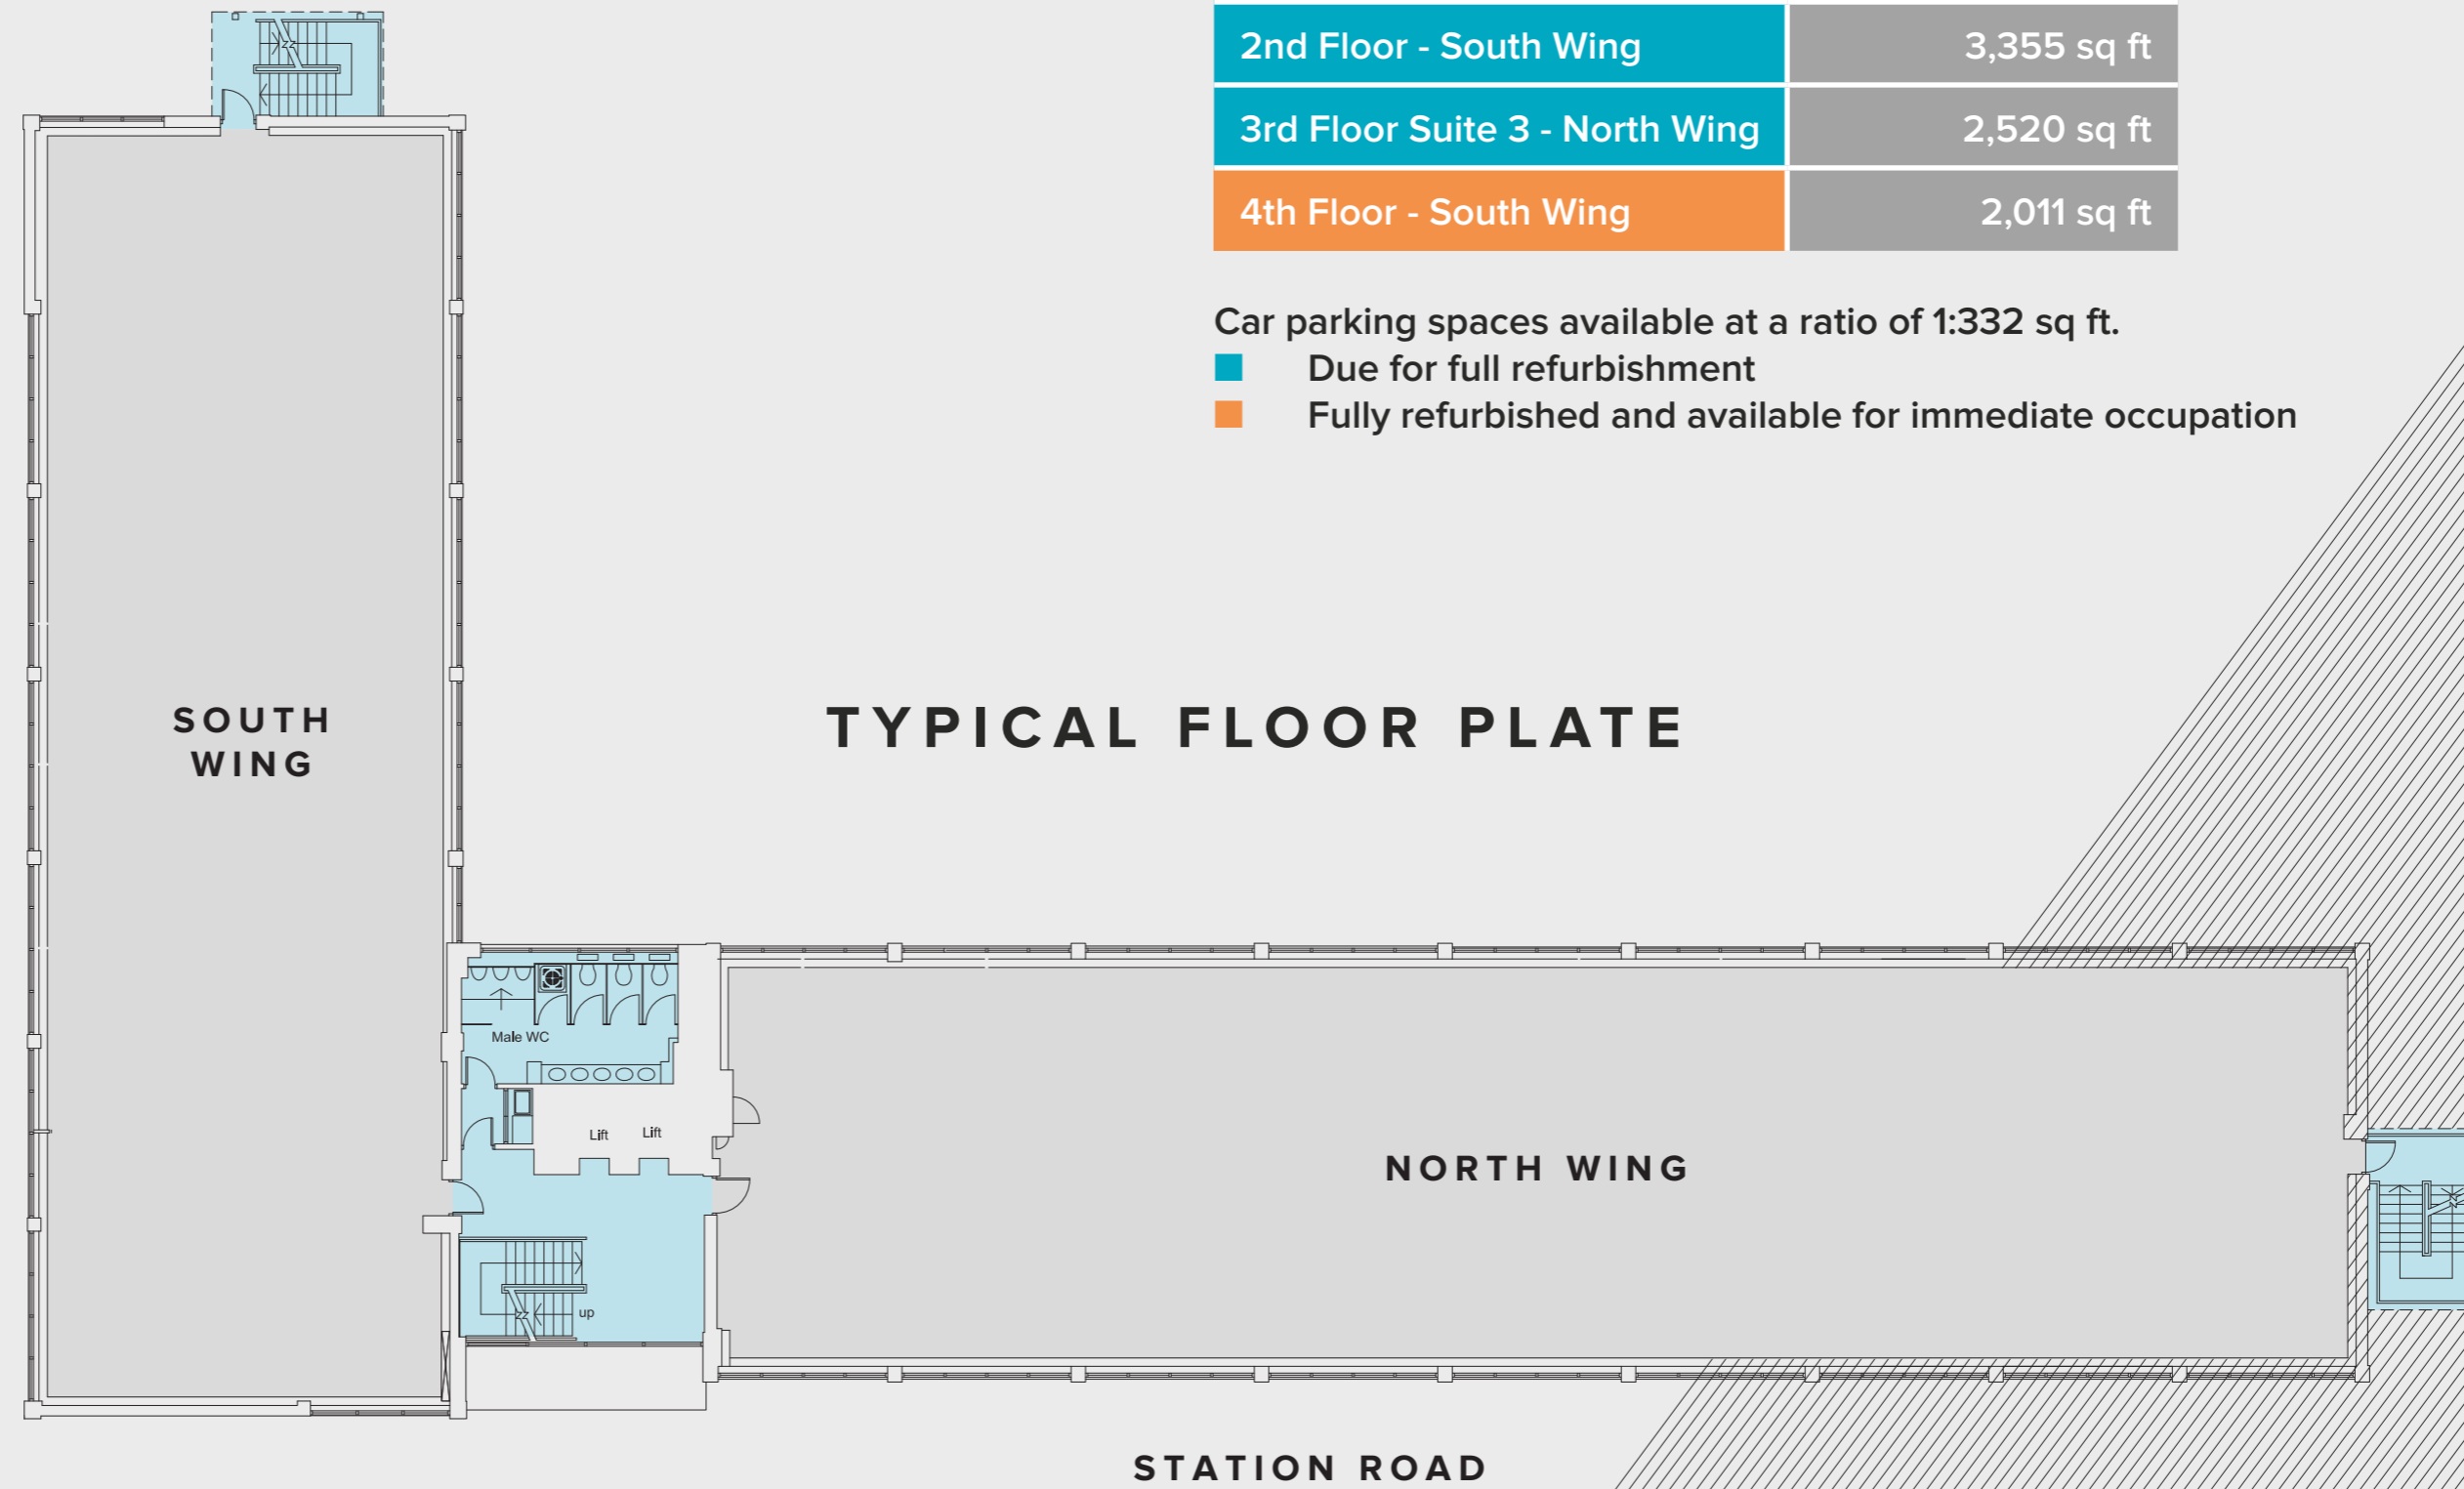 2nd Floor - South Wing 3,355 sq ft
3rd Floor Suite 3 - North Wing 2,520 sq ft
4th Floor - South Wing 2,011 sq ft
Car parking spaces available at a ratio of 1:332 sq ft.
Due for full refurbishment
Fully refurbished and available for immediate occupation
SOUTH
WING
TYPICAL FLOOR PLATE
Male WC
Lift Lift
NORTH WING
up
STATION ROAD